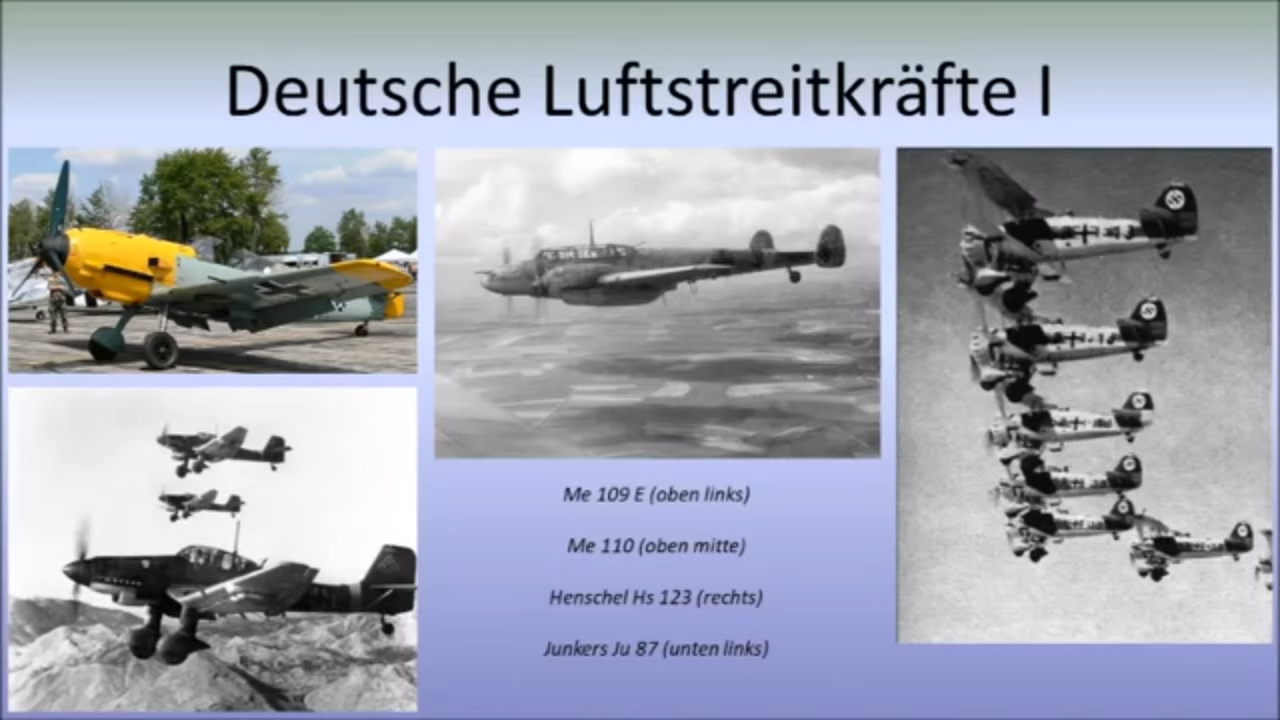 Deutsche Luftstreitkräfte I
Me 109 E (oben links)
Me 110 (oben mitte)
Henschel Hs 123 (rechts)
Junkers Ju 87 (unten links)